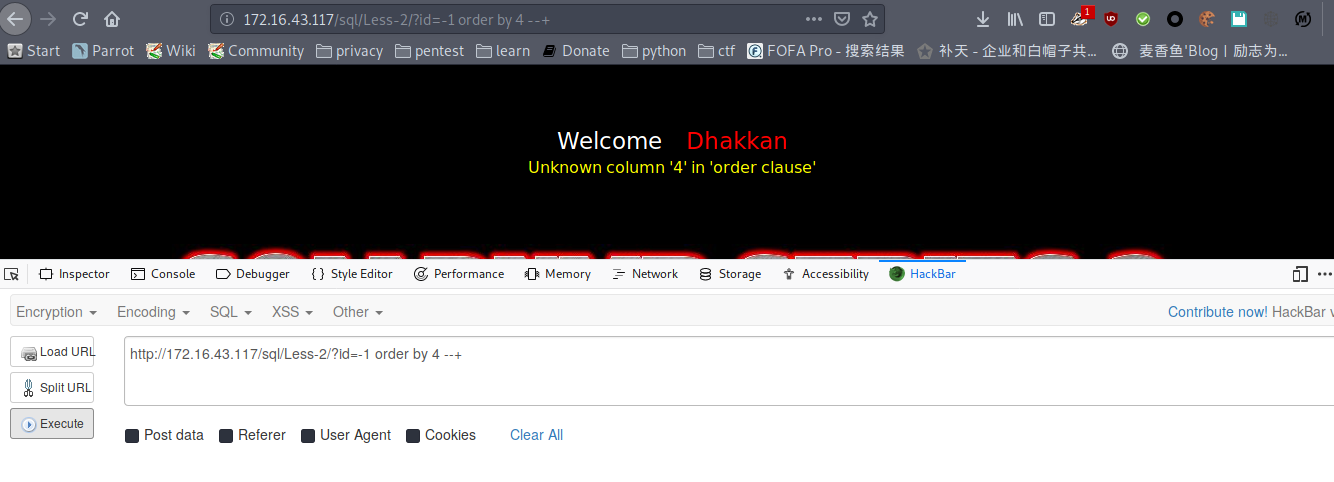 172.16.43.117/sql/Less-2/?id=-1 order by 4 --+
1
Start Parrot Wiki Community privacy pentest learn Donate python ctf FOFA Pro - 搜索结果 补天 - 企业和白帽子共... 麦香鱼'Blog | 励志为...
Welcome Dhakkan
Unknown column '4' in 'order clause'
Inspector Console Debugger Style Editor Performance Memory Network Storage Accessibility HackBar
Encryption Encoding SQL XSS Other Contribute now! HackBar v
Load URL http://172.16.43.117/sql/Less-2/?id=-1 order by 4 --+
Split URL
Execute
Post data Referer User Agent Cookies Clear All